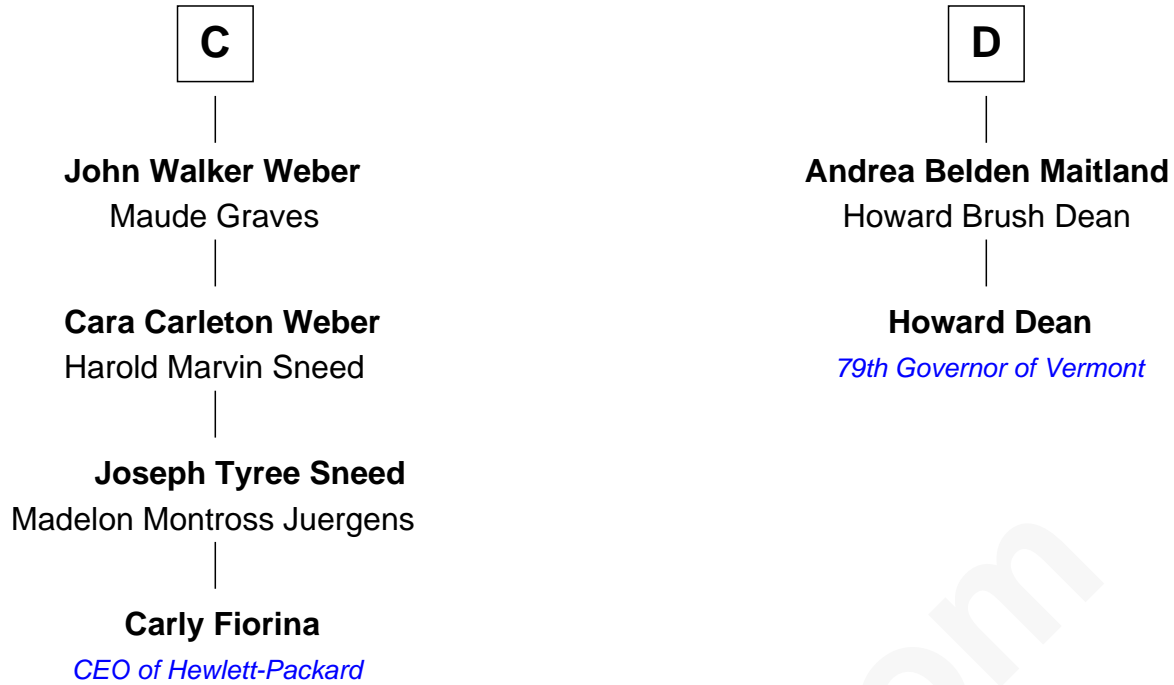 C
John Walker Weber
Maude Graves
Cara Carleton Weber
Harold Marvin Sneed
Joseph Tyree Sneed
Madelon Montross Juergens
Carly Fiorina
CEO of Hewlett-Packard
D
Andrea Belden Maitland
Howard Brush Dean
Howard Dean
79th Governor of Vermont
om